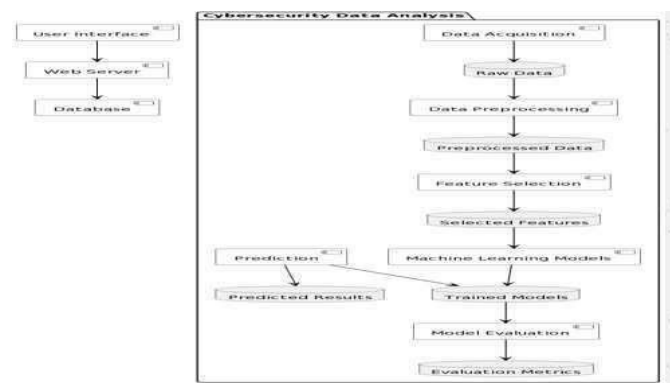 Cybersecurity Data Analysis
User Interface
Data Acquisition
Web Server
Raw Data
Database
Data Preprocessing
Preprocessed Data
Feature Selection
Selected Features
Prediction
Machine Learning Models
Predicted Results
Trained Models
Model Evaluation
Evaluation Metrics